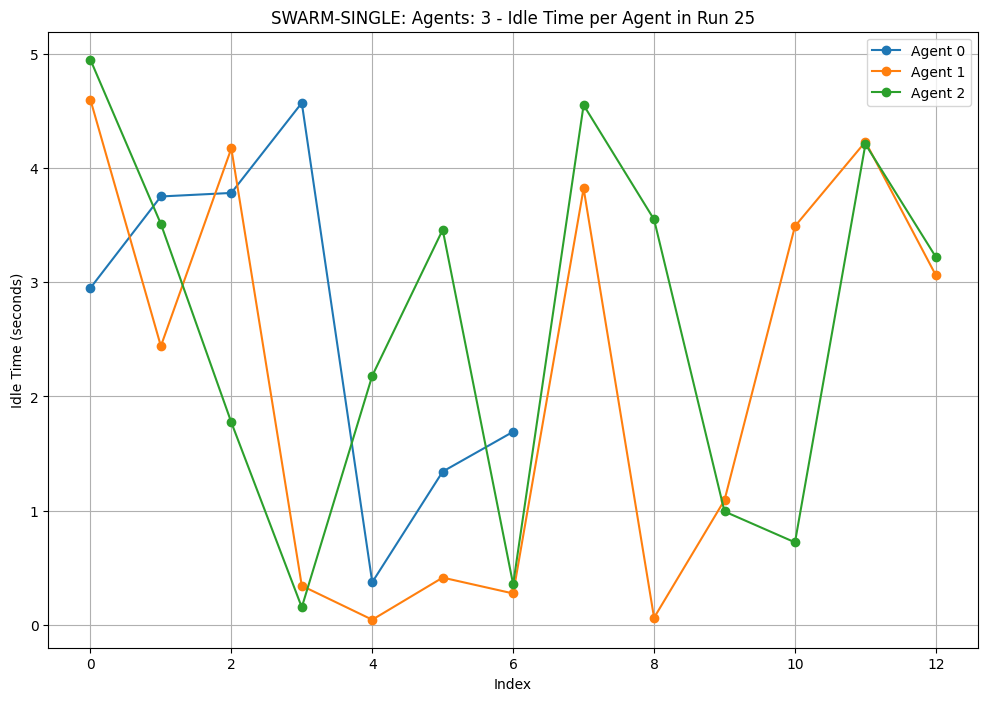 SWARM-SINGLE: Agents: 3 - Idle Time per Agent in Run 25
Agent 0
Agent 1
Agent 2
Idle Time (seconds)
5
4
3
2
1
0
0 2 4 6 8 10 12
Index